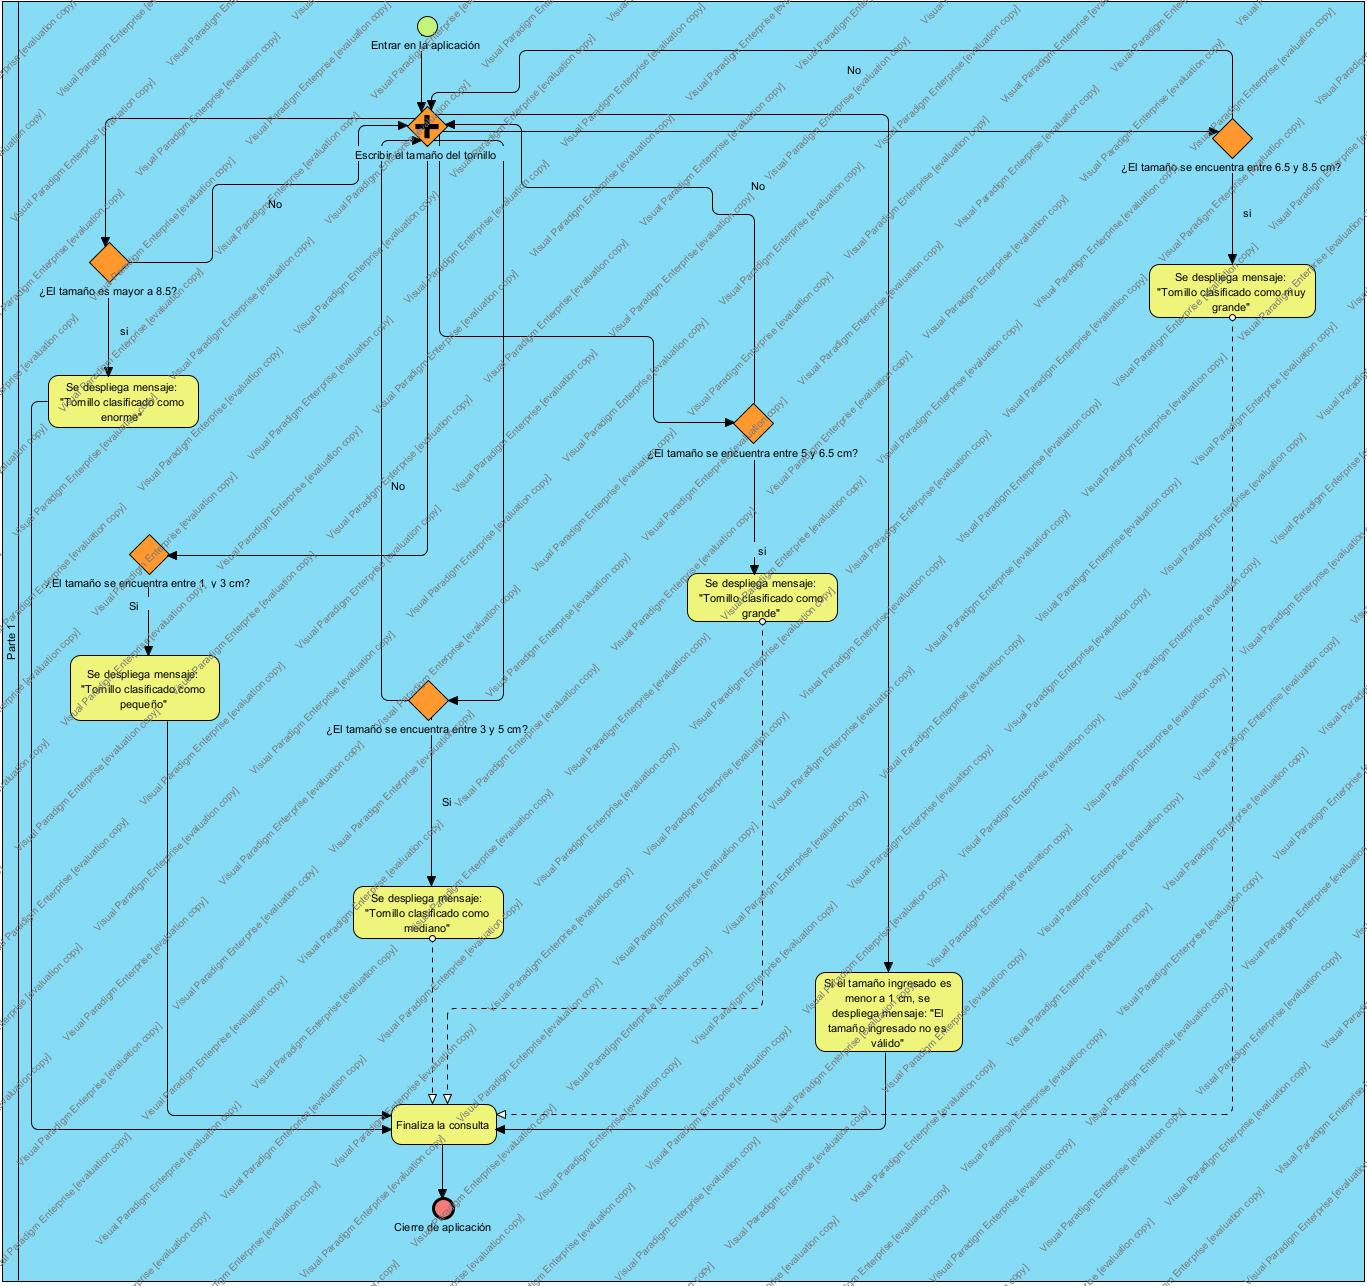 Entrar en la aplicación
No
Escribir el tamaño del tornillo
¿El tamaño se encuentra entre 6.5 y 8.5 cm?
No
No
si
¿El tamaño es mayor a 8.5?
Se despliega mensaje:
"Tornillo clasificado como muy
grande"
si
Se despliega mensaje:
"Tornillo clasificado como
enorme"
¿El tamaño se encuentra entre 5 y 6.5 cm?
No
si
¿El tamaño se encuentra entre 1 y 3 cm?
Si
Se despliega mensaje:
"Tornillo clasificado como
grande"
Parte 1
Se despliega mensaje:
"Tornillo clasificado como
pequeño"
¿El tamaño se encuentra entre 3 y 5 cm?
Si
Se despliega mensaje:
"Tornillo clasificado como
mediano"
Si el tamaño ingresado es
menor a 1 cm, se
despliega mensaje: "El
tamaño ingresado no es
válido"
Finaliza la consulta
Cierre de aplicación
Visual Paradigm Enterprise [evaluation copy]